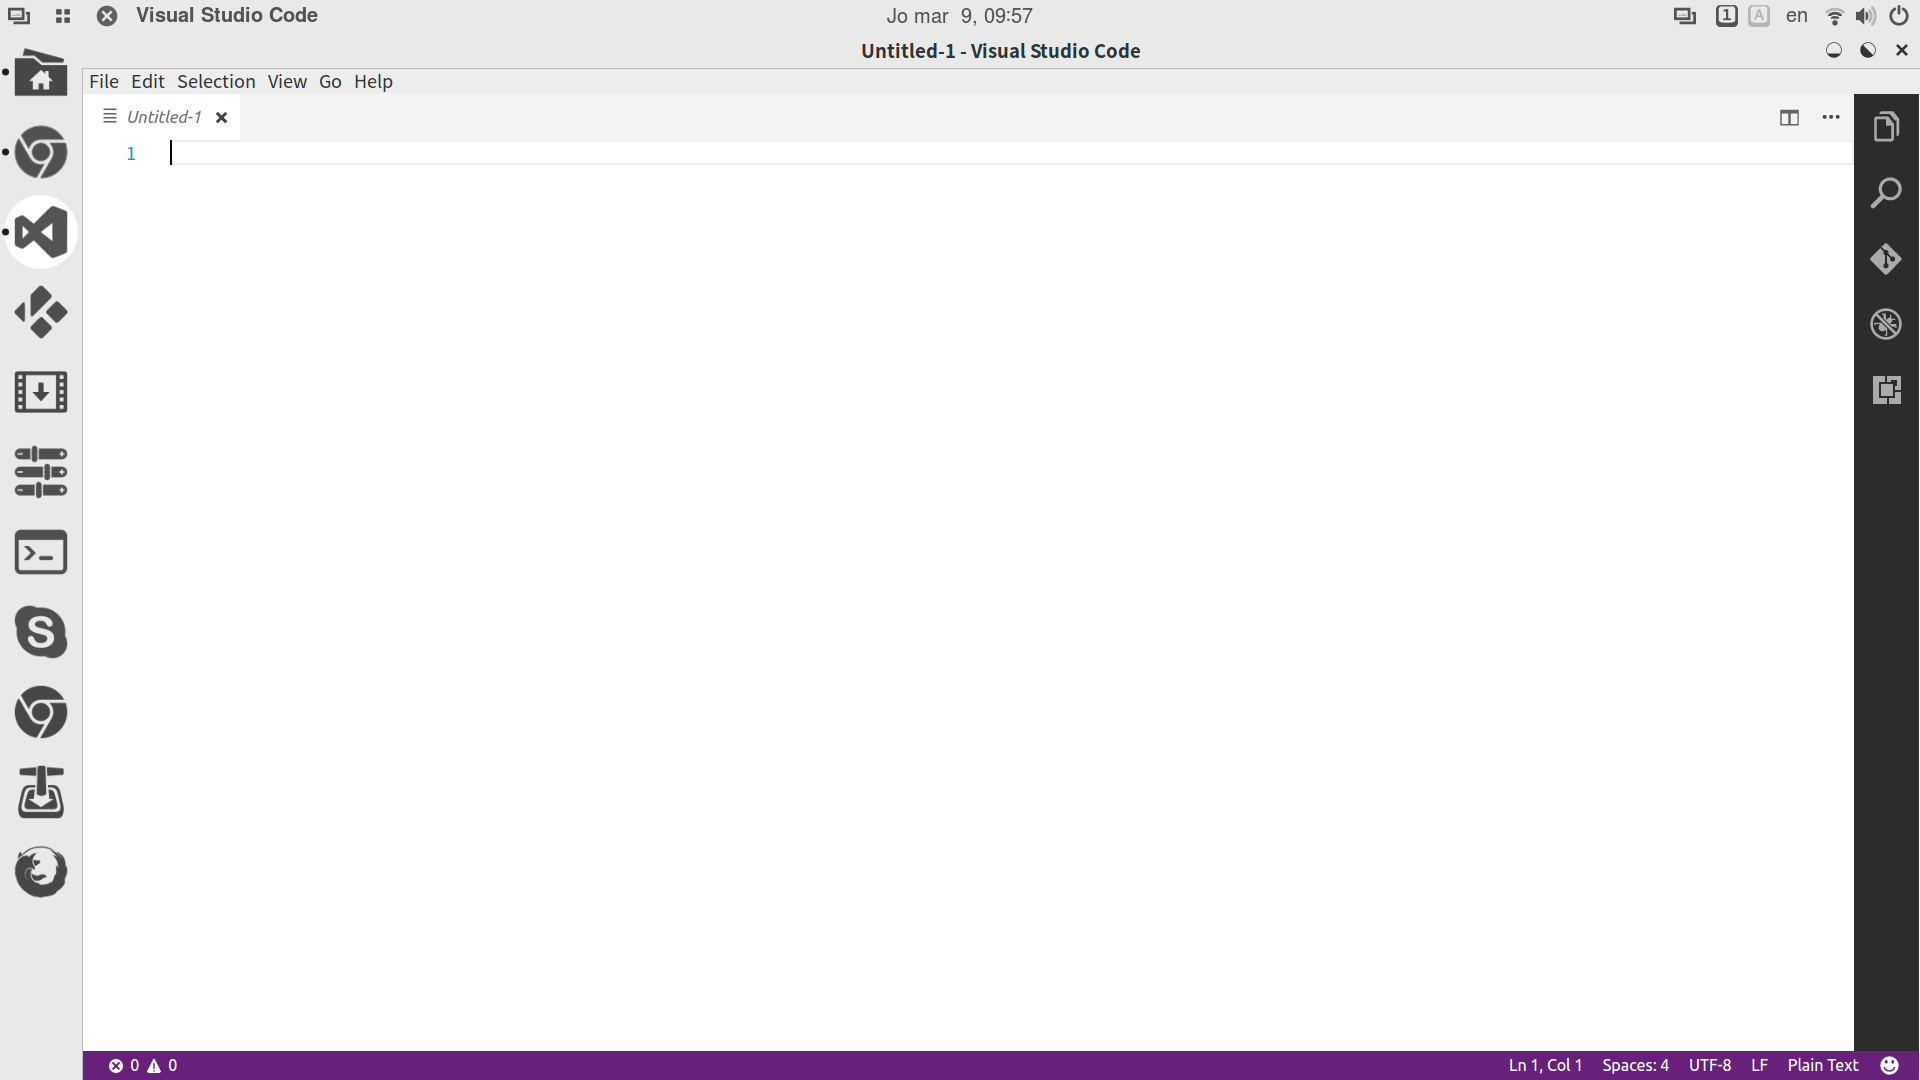 Visual Studio Code
Jo mar 9, 09:57
1
A
en
Untitled-1 - Visual Studio Code
File Edit Selection View Go Help
Untitled-1
1
0 0
Ln 1, Col 1 Spaces: 4 UTF-8 LF Plain Text